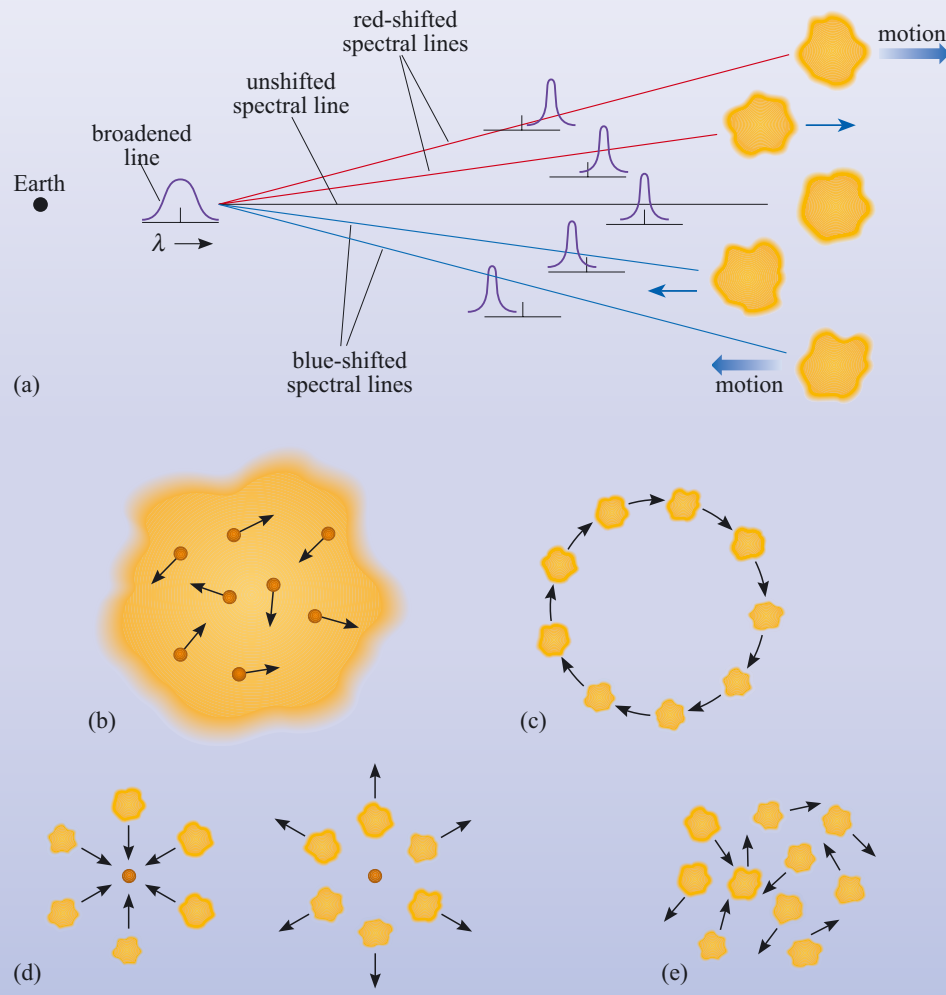 red-shifted
spectral lines
motion
unshifted
spectral line
broadened
line
Earth
λ
blue-shifted
spectral lines
motion
(a)
(b)
(c)
(d)
(e)